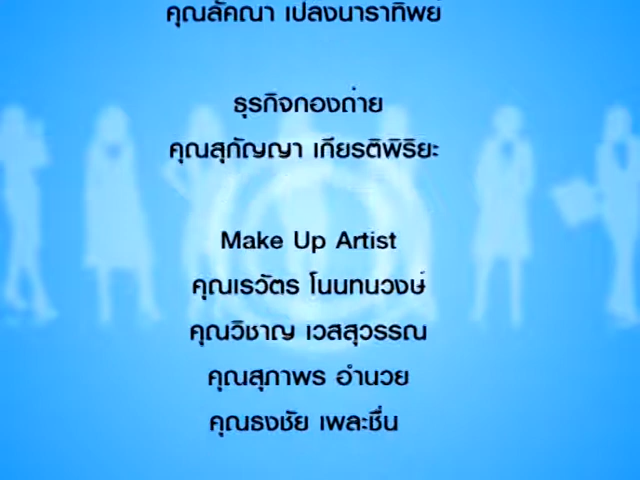 คุณลัคณา เปลงนาราทิพย์
ธุรกิจกองถ่าย
คุณสุกัญญา เกียรติพิริยะ
Make Up Artist
คุณเรวัตร โนนทนวงษ์
คุณวิชาญ เวสสุวรรณ
คุณสุภาพร อำนวย
คุณธงชัย เพละชื่น